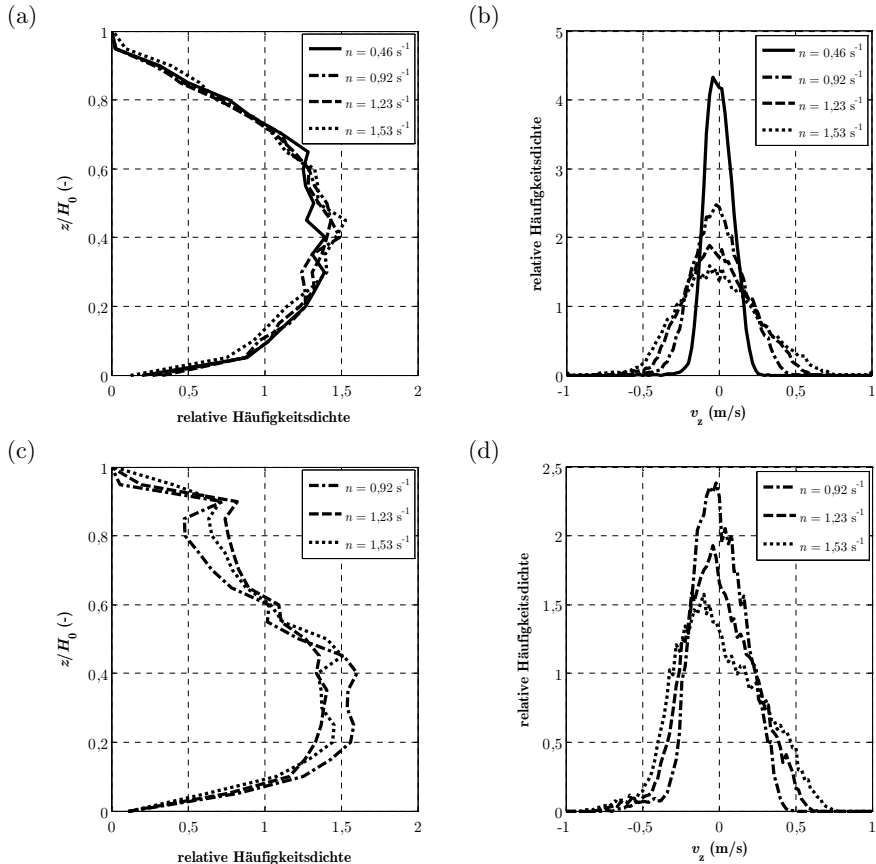 (a)
1
0,8
0,6
0,4
0,2
0
0
0,5
1
1,5
2
z/H0 (-)
relative Häufigkeitsdichte
n = 0,46 s-1
n = 0,92 s-1
n = 1,23 s-1
n = 1,53 s-1
(b)
5
4
3
2
1
0
-1
-0,5
0
0,5
1
relative Häufigkeitsdichte
vz (m/s)
n = 0,46 s-1
n = 0,92 s-1
n = 1,23 s-1
n = 1,53 s-1
(c)
1
0,8
0,6
0,4
0,2
0
0
0,5
1
1,5
2
z/H0 (-)
relative Häufigkeitsdichte
n = 0,92 s-1
n = 1,23 s-1
n = 1,53 s-1
(d)
2,5
2
1,5
1
0,5
0
-1
-0,5
0
0,5
1
relative Häufigkeitsdichte
vz (m/s)
n = 0,92 s-1
n = 1,23 s-1
n = 1,53 s-1